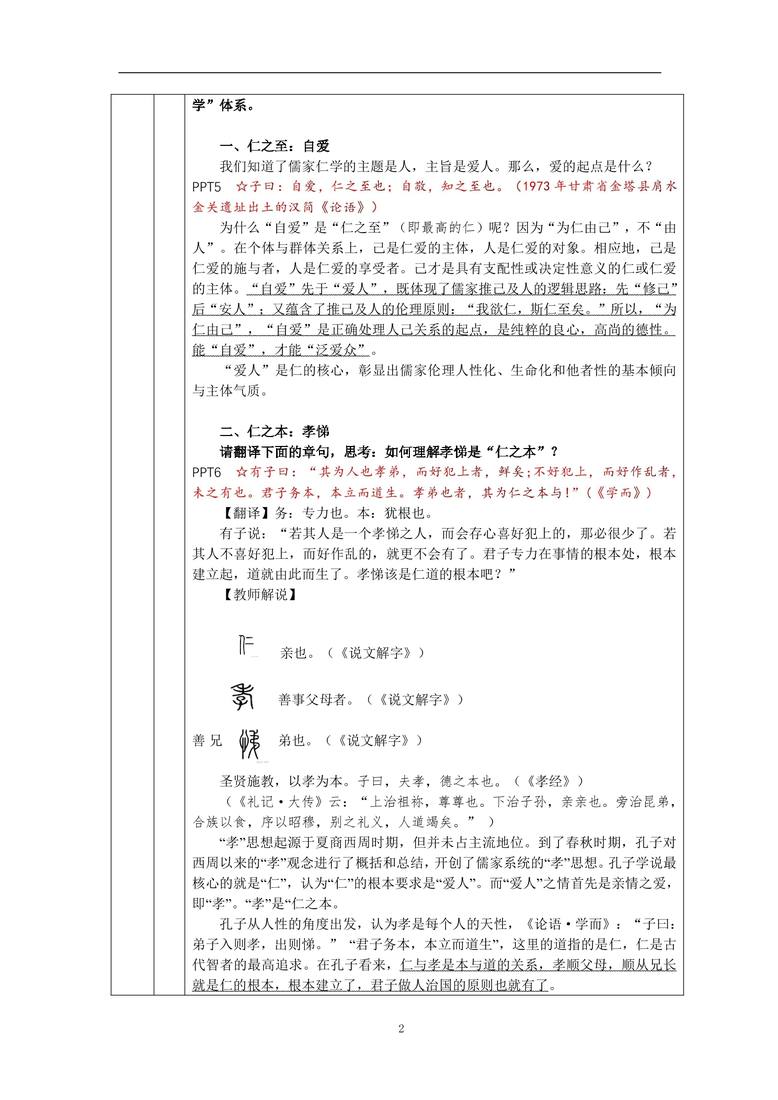 学”体系。
一、仁之至：自爱
我们知道了儒家仁学的主题是人，主旨是爱人。那么，爱的起点是什么？
PPT5 ☆子曰：自爱，仁之至也；自敬，知之至也。（1973年甘肃省金塔县肩水
金关遗址出土的汉简《论语》）
为什么“自爱”是“仁之至”（即最高的仁）呢？因为“为仁由己”，不“由
人”。在个体与群体关系上，己是仁爱的主体，人是仁爱的对象。相应地，己是
仁爱的施与者，人是仁爱的享受者。己才是具有支配性或决定性意义的仁或仁爱
的主体。“自爱”先于“爱人”，既体现了儒家推己及人的逻辑思路：先“修己”
后“安人”；又蕴含了推己及人的伦理原则：“我欲仁，斯仁至矣。”所以，“为
仁由己”，“自爱”是正确处理人己关系的起点，是纯粹的良心，高尚的德性。
能“自爱”，才能“泛爱众”。
“爱人”是仁的核心，彰显出儒家伦理人性化、生命化和他者性的基本倾向
与主体气质。
二、仁之本：孝悌
请翻译下面的章句，思考：如何理解孝悌是“仁之本”？
PPT6 ☆有子曰：“其为人也孝弟，而好犯上者，鲜矣；不好犯上，而好作乱者，
未之有也。君子务本，本立而道生。孝弟也者，其为仁之本与！”（《学而》）
【翻译】务：专力也。本：犹根也。
有子说：“若其人是一个孝悌之人，而会存心喜好犯上的，那必很少了。若
其人不喜好犯上，而好作乱的，就更不会有了。君子专力在事情的根本处，根本
建立起，道就由此而生了。孝悌该是仁道的根本吧？”
【教师解说】
仁 亲也。（《说文解字》）
孝 善事父母者。（《说文解字》）
善 兄 悌 弟也。（《说文解字》）
圣贤施教，以孝为本。子曰，夫孝，德之本也。（《孝经》）
（《礼记·大传》云：“上治祖祢，尊尊也。下治子孙，亲亲也。旁治昆弟，
合族以食，序以昭穆，别之礼义，人道竭矣。” ）
“孝”思想起源于夏商西周时期，但并未占主流地位。到了春秋时期，孔子对
西周以来的“孝”观念进行了概括和总结，开创了儒家系统的“孝”思想。孔子学说最
核心的就是“仁”，认为“仁”的根本要求是“爱人”。而“爱人”之情首先是亲情之爱，
即“孝”。“孝”是“仁之本。
孔子从人性的角度出发，认为孝是每个人的天性，《论语·学而》：“子曰：
弟子入则孝，出则悌。” “君子务本，本立而道生”，这里的道指的是仁，仁是古
代智者的最高追求。在孔子看来，仁与孝是本与道的关系，孝顺父母，顺从兄长
就是仁的根本，根本建立了，君子做人治国的原则也就有了。
2